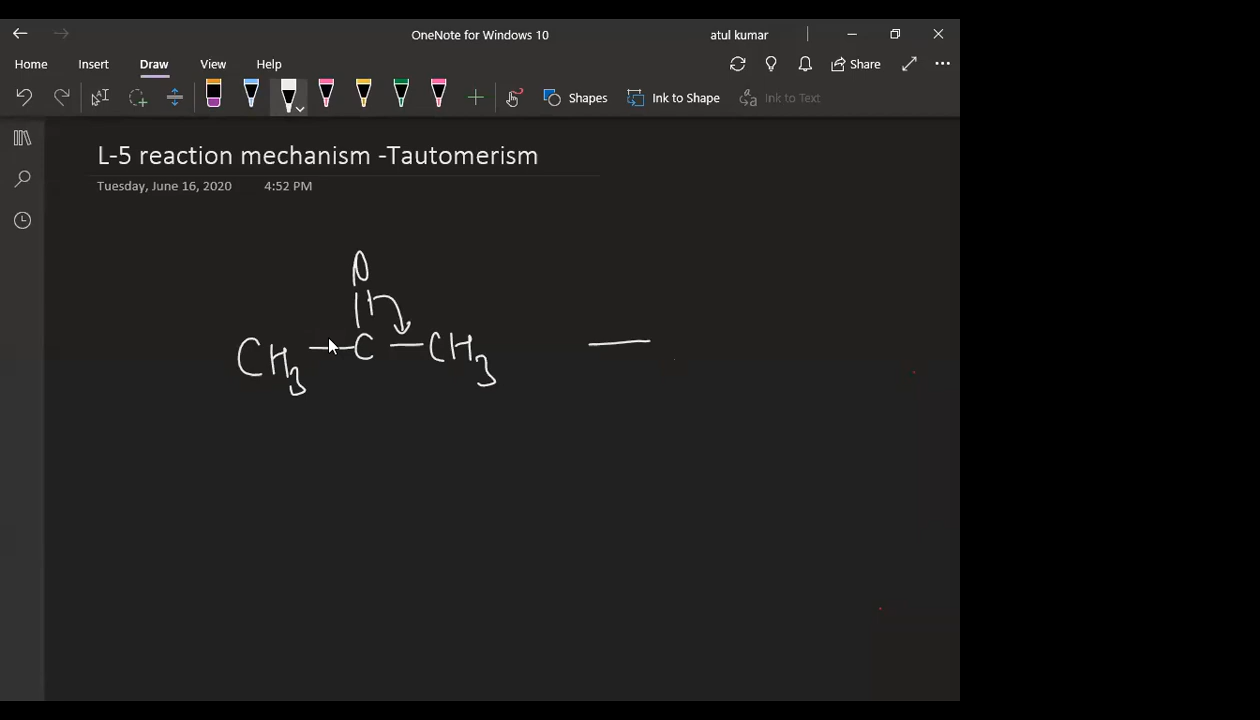 OneNote for Windows 10
atul kumar
Home Insert Draw View Help
Share
Shapes
Ink to Shape
Ink to Text
L-5 reaction mechanism -Tautomerism
Tuesday, June 16, 2020 4:52 PM
O
CH3 — C — CH3